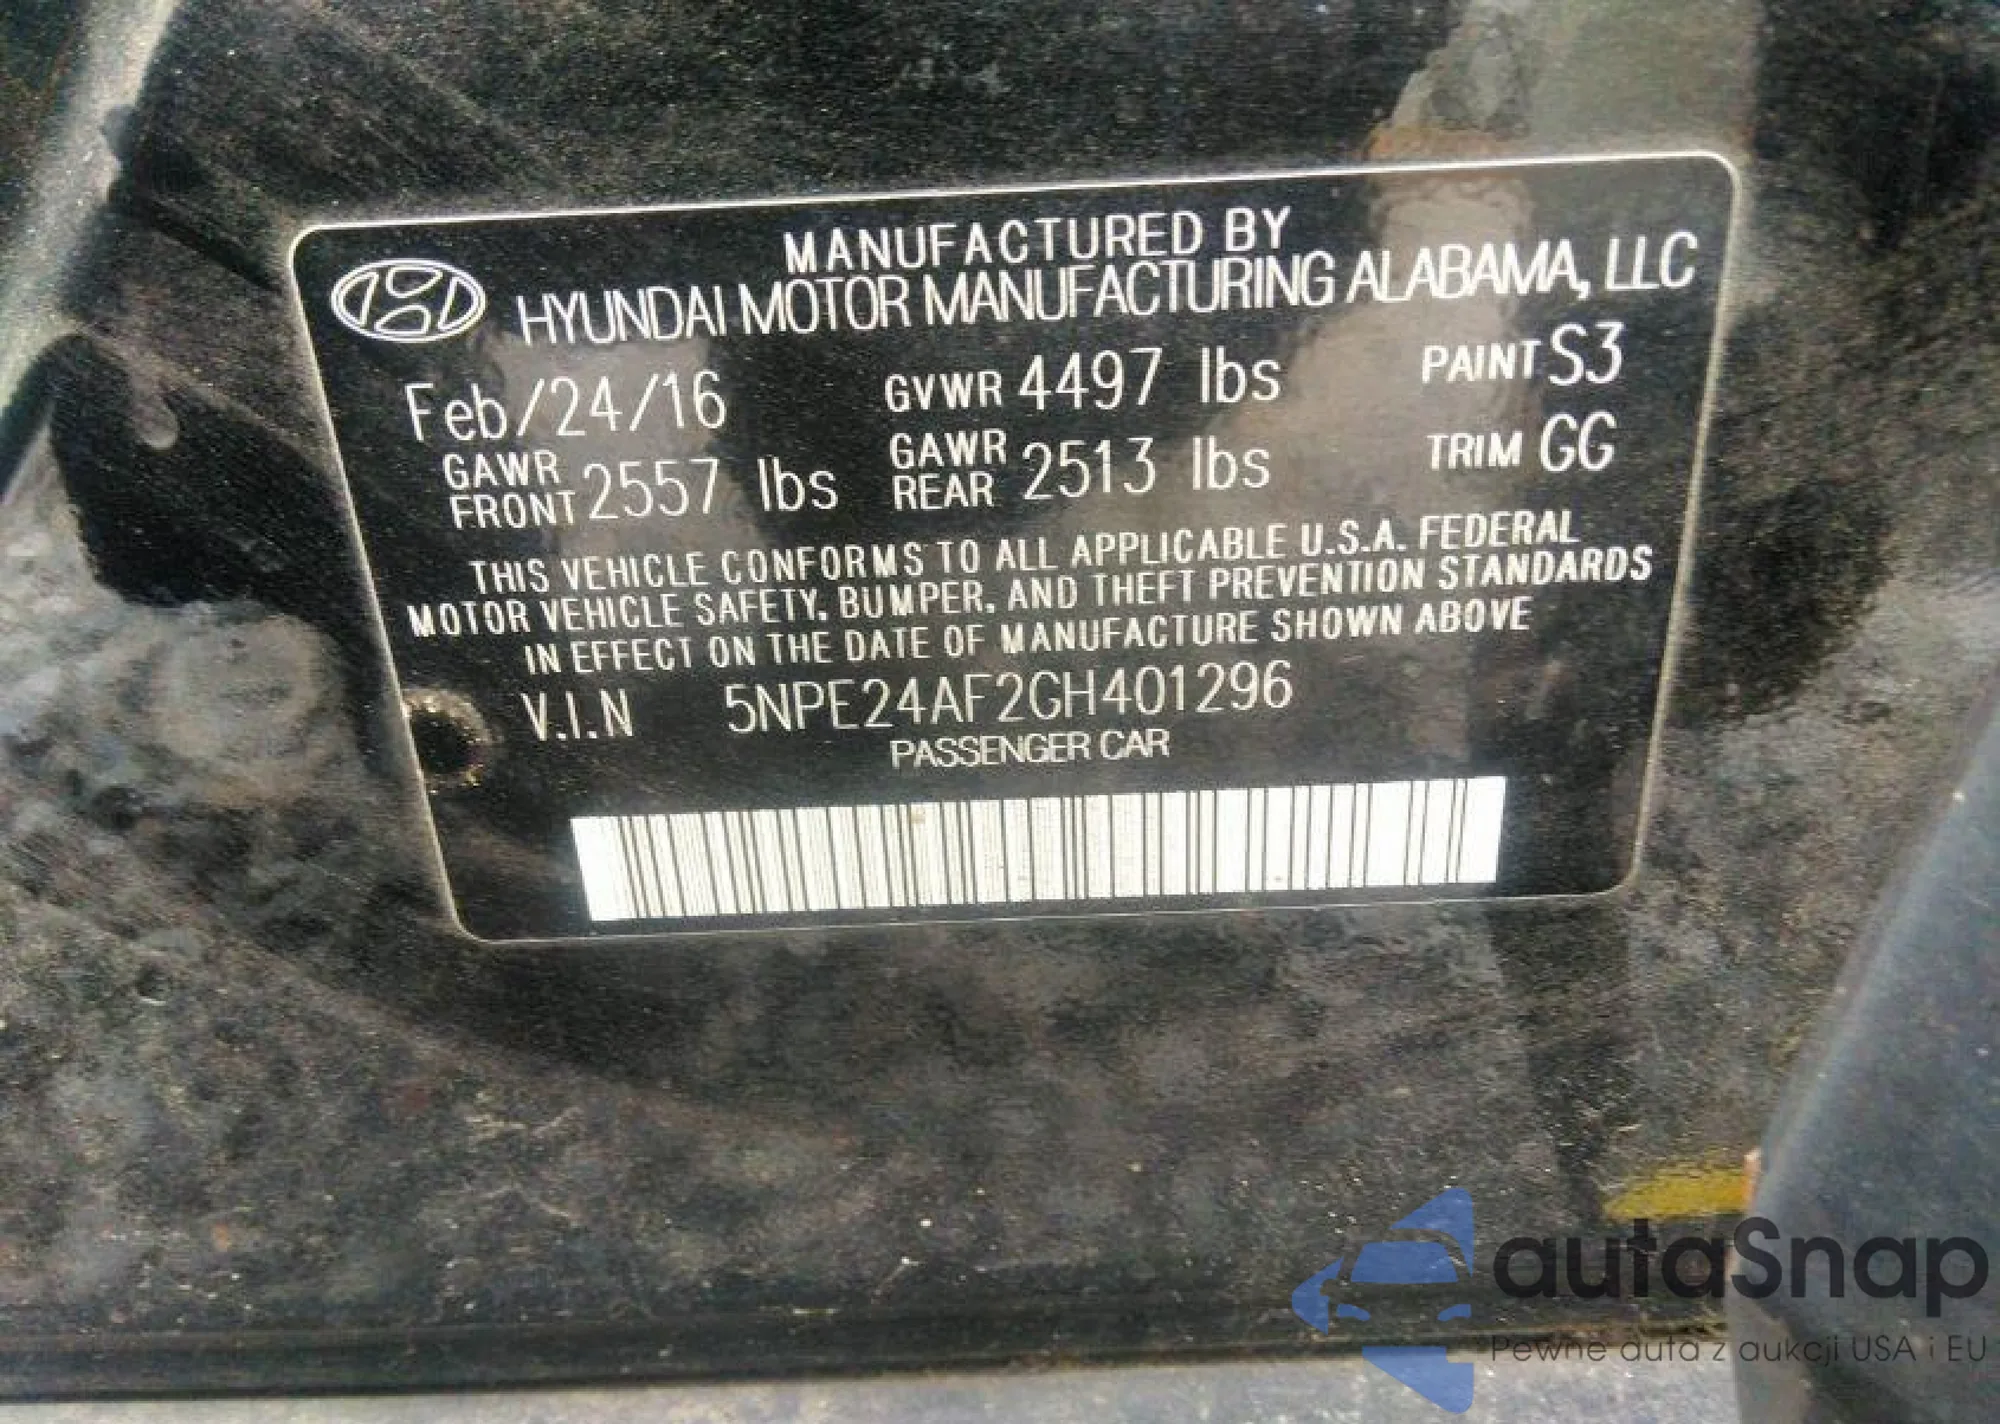 MANUFACTURED BY
HYUNDAI MOTOR MANUFACTURING ALABAMA, LLC
Feb/24/16 GVWR 4497 lbs PAINT S3
GAWR FRONT 2557 lbs GAWR REAR 2513 lbs TRIM GG
THIS VEHICLE CONFORMS TO ALL APPLICABLE U.S.A. FEDERAL
MOTOR VEHICLE SAFETY, BUMPER, AND THEFT PREVENTION STANDARDS
IN EFFECT ON THE DATE OF MANUFACTURE SHOWN ABOVE
V.I.N 5NPE24AF2GH401296
PASSENGER CAR
autaSnap
Pewne auta z aukcji USA i EU